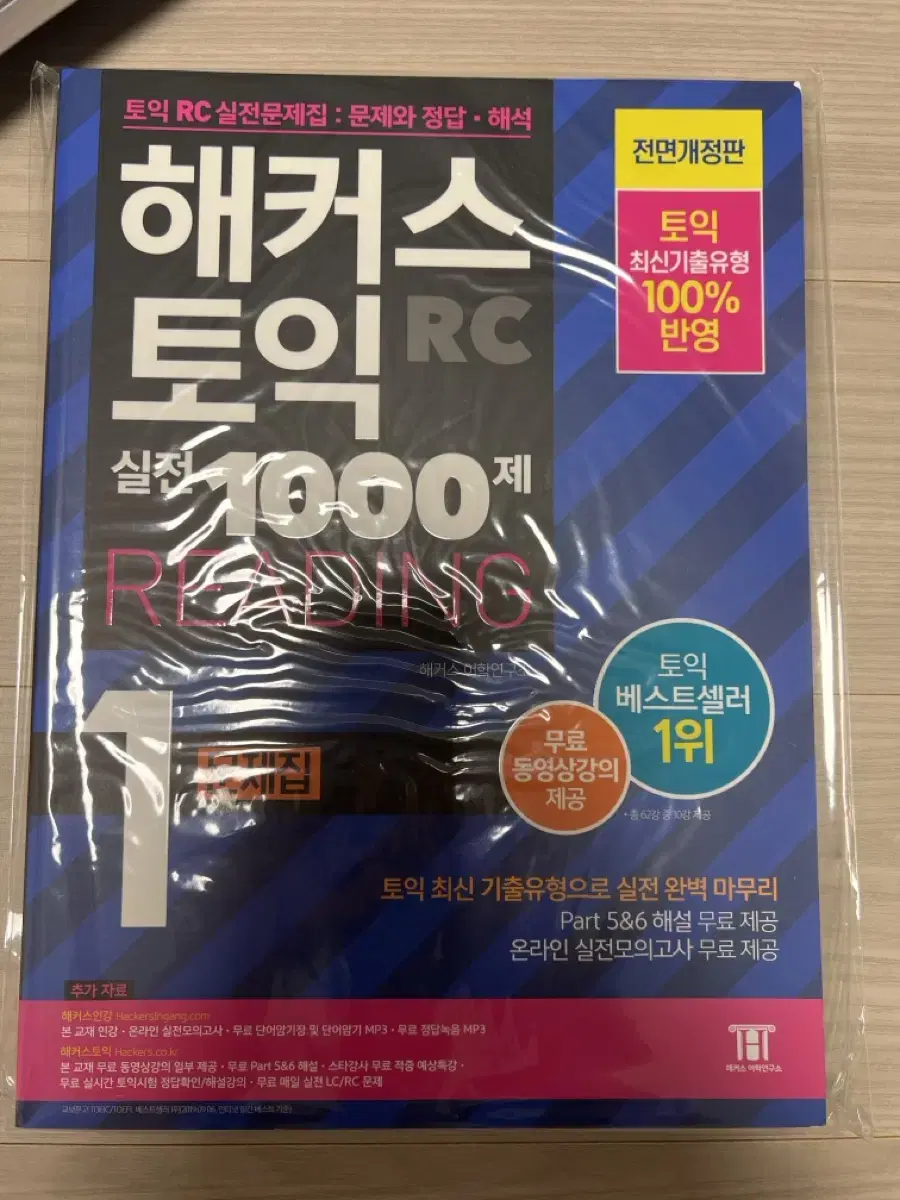 토익 RC 실전문제집 : 문제와 정답 · 해석
전면개정판
해커스
토익 RC
토익
최신기출유형
100%
반영
실전 1000제
READING
해커스 어학연구소
1
문제집
토익
베스트셀러
1위
무료
동영상강의
제공
토익 최신 기출유형으로 실전 완벽 마무리
Part 5&6 해설 무료 제공
온라인 실전모의고사 무료 제공
추가 자료
해커스인강 HackersIngang.com
본 교재 인강 · 온라인 실전모의고사 · 무료 단어암기장 및 단어암기 MP3 · 무료 정답녹음 MP3
해커스토익 Hackers.co.kr
본 교재 무료 동영상강의 일부 제공 · 무료 Part 5&6 해설 · 스타강사 무료 적중 예상특강 ·
무료 실시간 토익시험 정답확인/해설강의 · 무료 매일 실전 LC/RC 문제
해커스 어학연구소
교보문고 TOEIC/TOEFL 베스트셀러